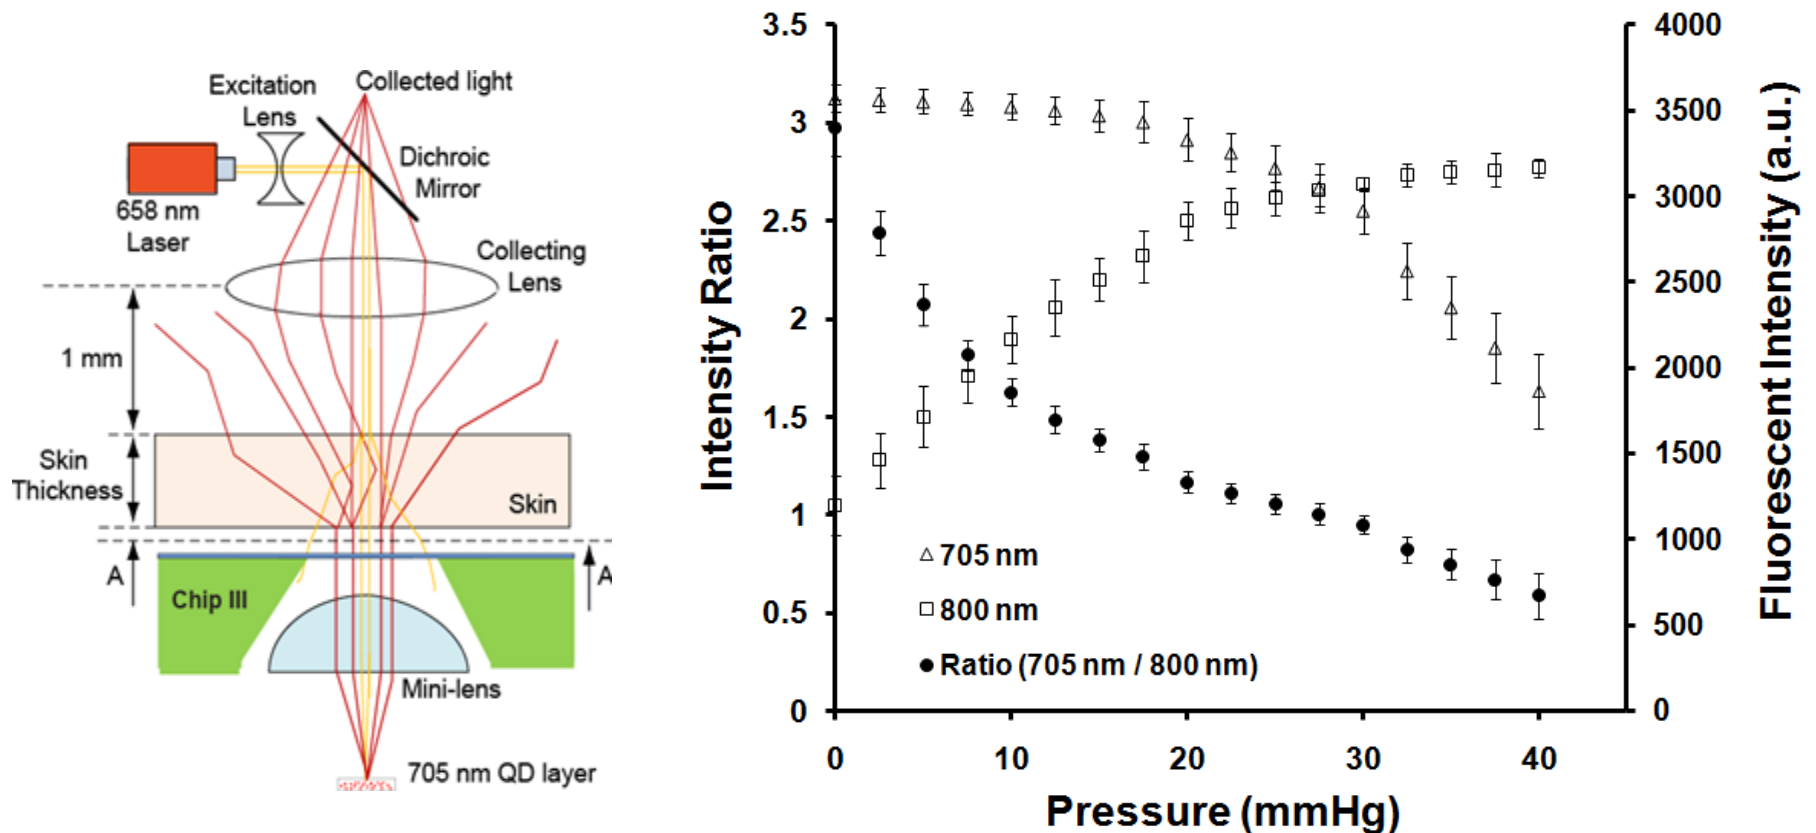 Excitation
Lens
Collected light
Dichroic
Mirror
658 nm
Laser
Collecting
Lens
1 mm
Skin
Thickness
Skin
A
A
Chip III
Mini-lens
705 nm QD layer
3.5
3
2.5
2
1.5
1
0.5
0
Intensity Ratio
4000
3500
3000
2500
2000
1500
1000
500
0
Fluorescent Intensity (a.u.)
705 nm
800 nm
Ratio (705 nm / 800 nm)
0 10 20 30 40
Pressure (mmHg)